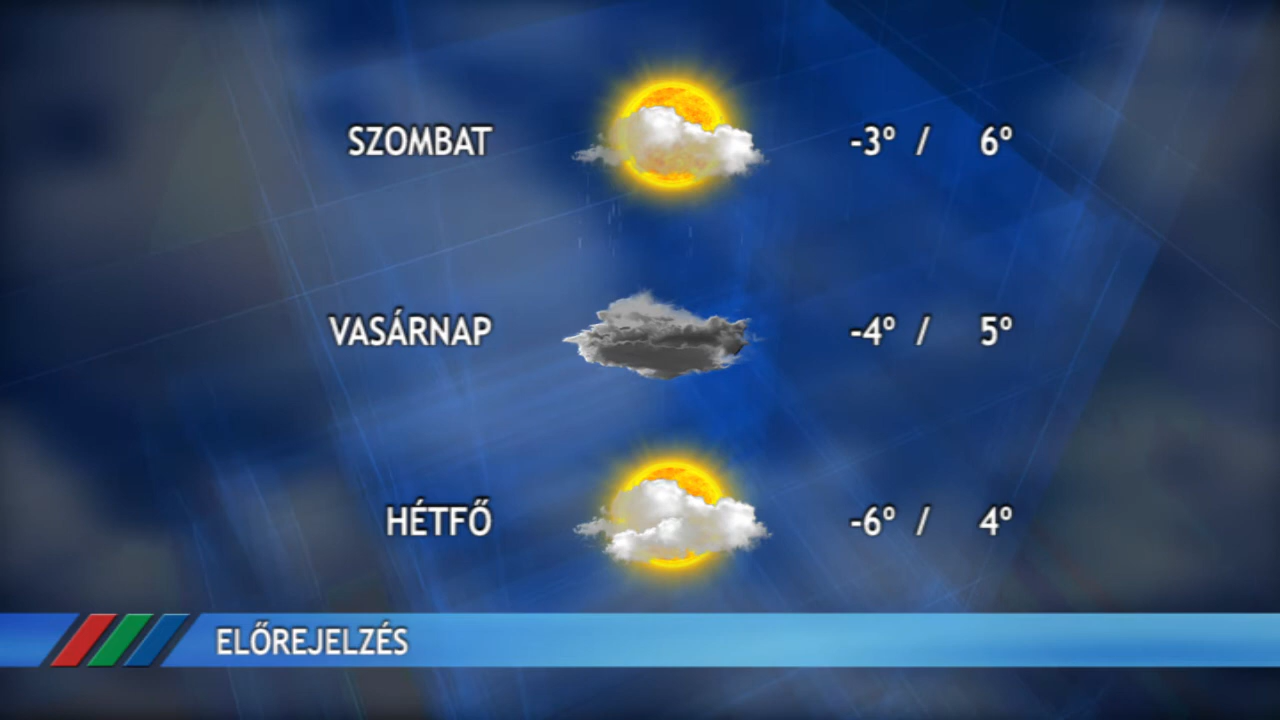 SZOMBAT -3° / 6°
VASÁRNAP -4° / 5°
HÉTFŐ -6° / 4°
ELŐREJELZÉS